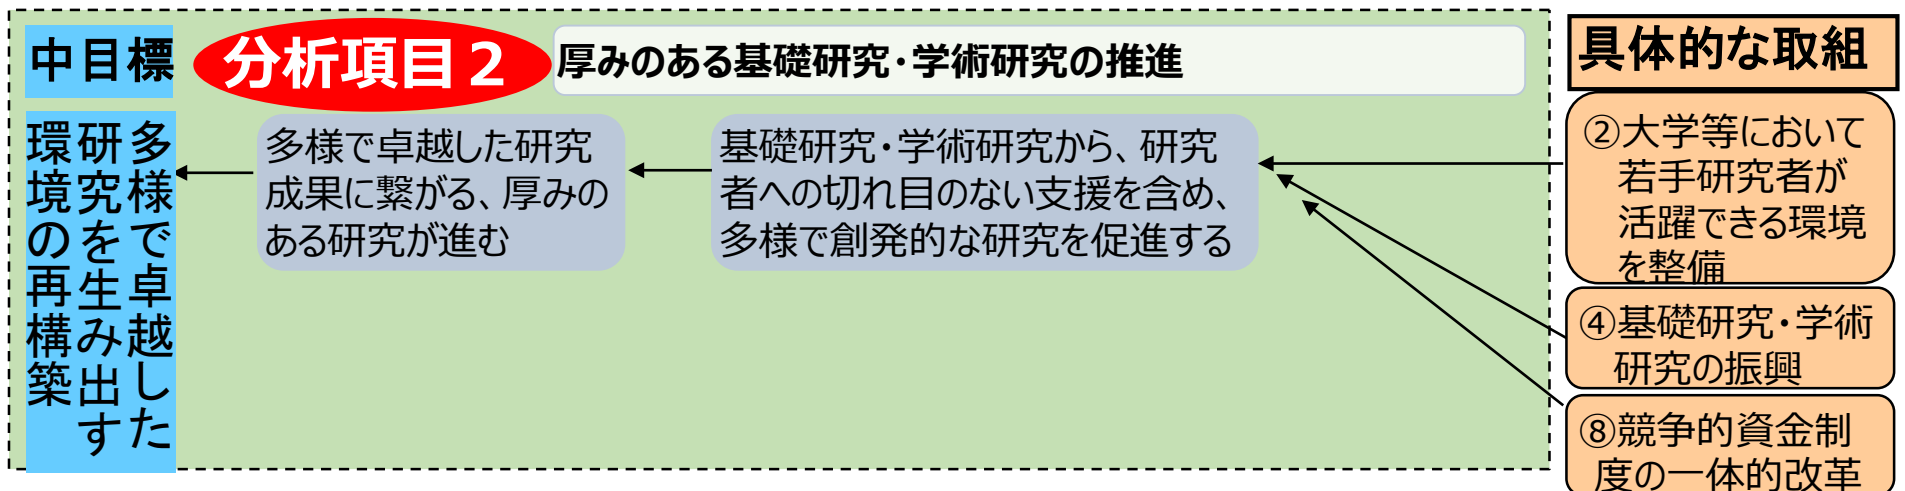 中目標
分析項目２
厚みのある基礎研究・学術研究の推進
具体的な取組
多様で卓越した
研究を生み出す
環境の再構築
多様で卓越した研究
成果に繋がる、厚みの
ある研究が進む
基礎研究・学術研究から、研究
者への切れ目のない支援を含め、
多様で創発的な研究を促進する
②大学等において
若手研究者が
活躍できる環境
を整備
④基礎研究・学術
研究の振興
⑧競争的資金制
度の一体的改革